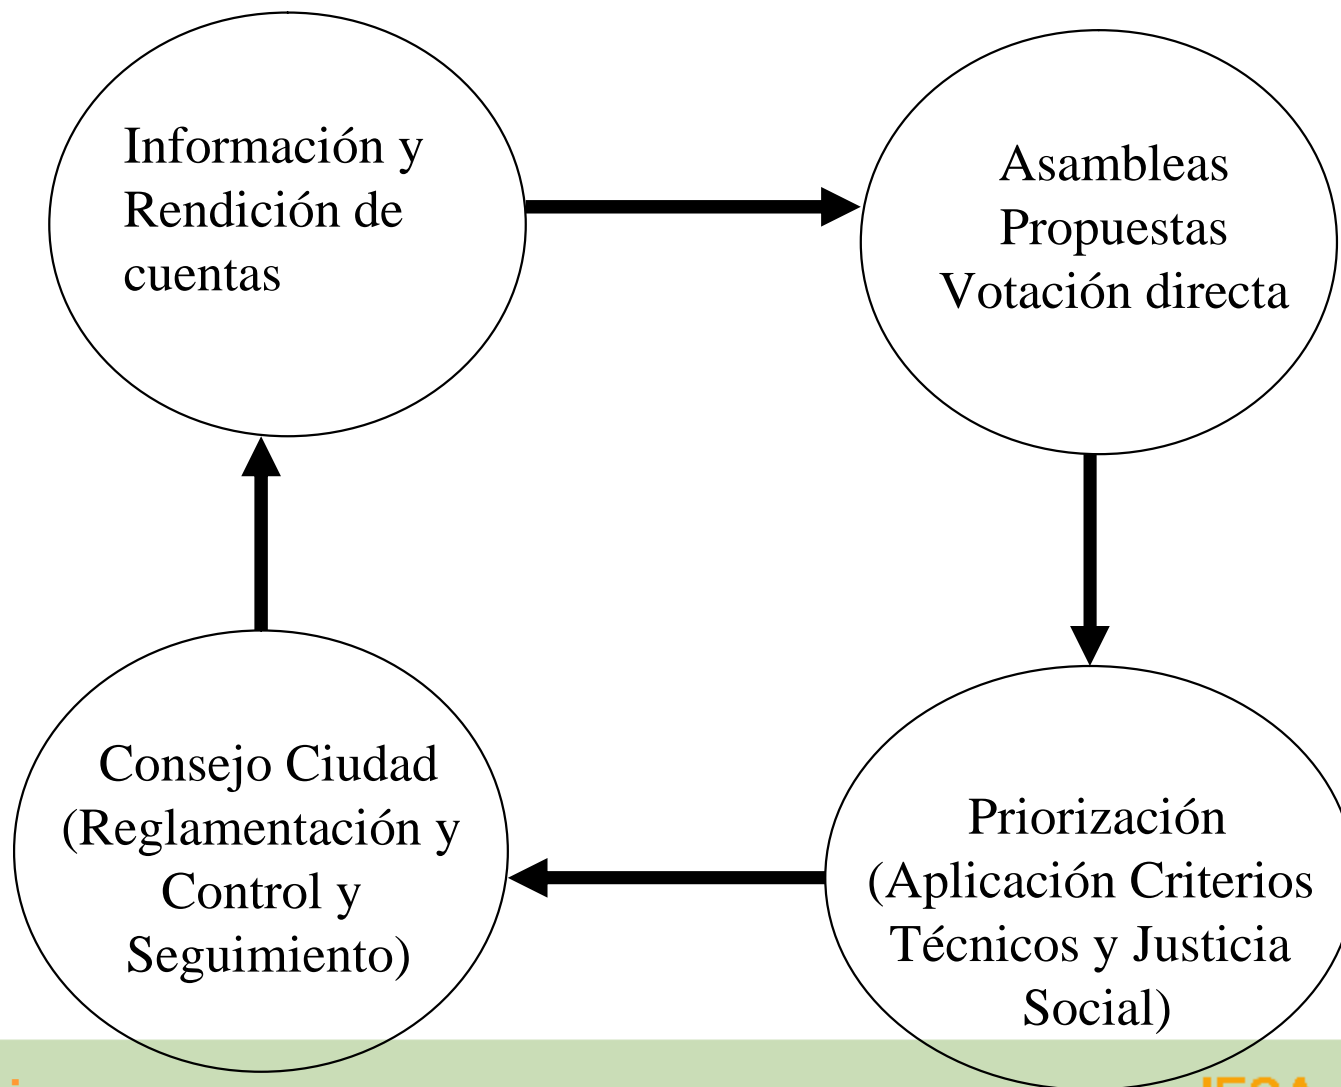 Información y
Rendición de
cuentas
Asambleas
Propuestas
Votación directa
Consejo Ciudad
(Reglamentación y
Control y
Seguimiento)
Priorización
(Aplicación Criterios
Técnicos y Justicia
Social)